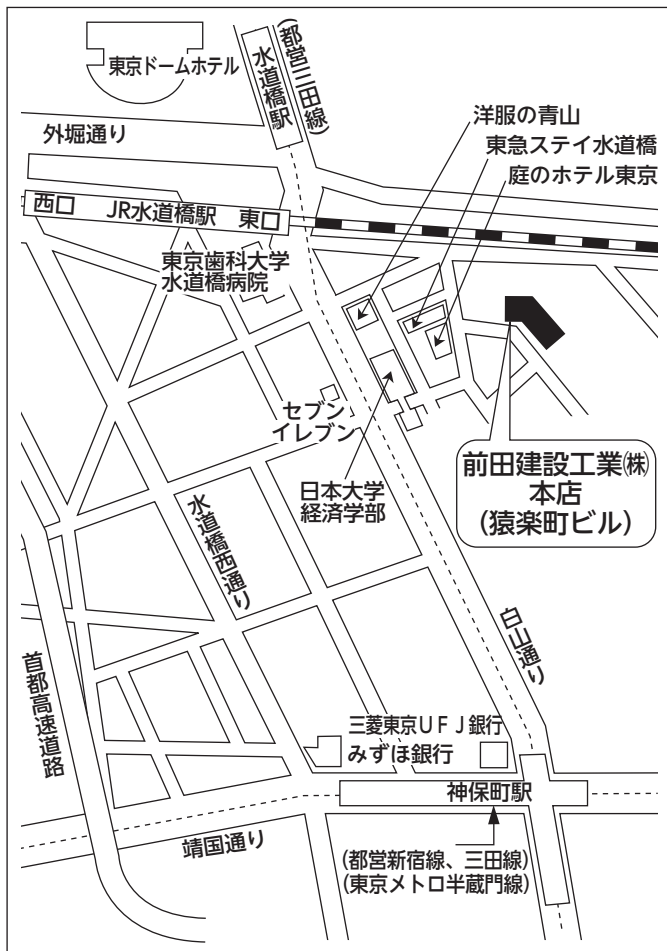 東京ドームホテル
水道橋駅
(都営三田線)
外堀通り
洋服の青山
東急ステイ水道橋
庭のホテル東京
西口
JR水道橋駅
東口
東京歯科大学
水道橋病院
セブン
イレブン
日本大学
経済学部
前田建設工業㈱
本店
(猿楽町ビル)
水道橋西通り
白山通り
首都高速道路
三菱東京UFJ銀行
みずほ銀行
神保町駅
靖国通り
(都営新宿線、三田線)
(東京メトロ半蔵門線)